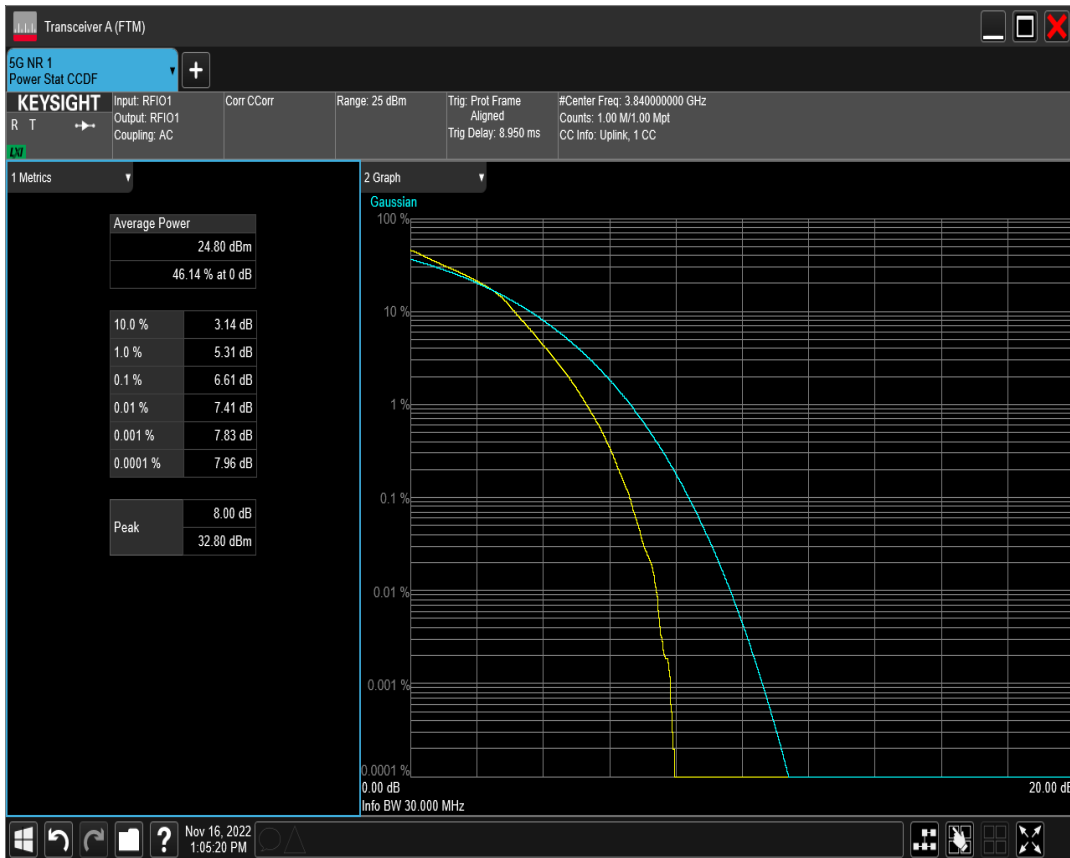 Transceiver A (FTM)
5G NR 1
Power Stat CCDF
+
KEYSIGHT
R T
LXI
Input: RFIO1
Output: RFIO1
Coupling: AC
Corr CCorr
Range: 25 dBm
Trig: Prot Frame
Aligned
Trig Delay: 8.950 ms
#Center Freq: 3.840000000 GHz
Counts: 1.00 M/1.00 Mpt
CC Info: Uplink, 1 CC
1 Metrics
Average Power
24.80 dBm
46.14 % at 0 dB
10.0 % 3.14 dB
1.0 % 5.31 dB
0.1 % 6.61 dB
0.01 % 7.41 dB
0.001 % 7.83 dB
0.0001 % 7.96 dB
Peak
8.00 dB
32.80 dBm
2 Graph
Gaussian
100 %
10 %
1 %
0.1 %
0.01 %
0.001 %
0.0001 %
0.00 dB
20.00 dB
Info BW 30.000 MHz
?
Nov 16, 2022
1:05:20 PM